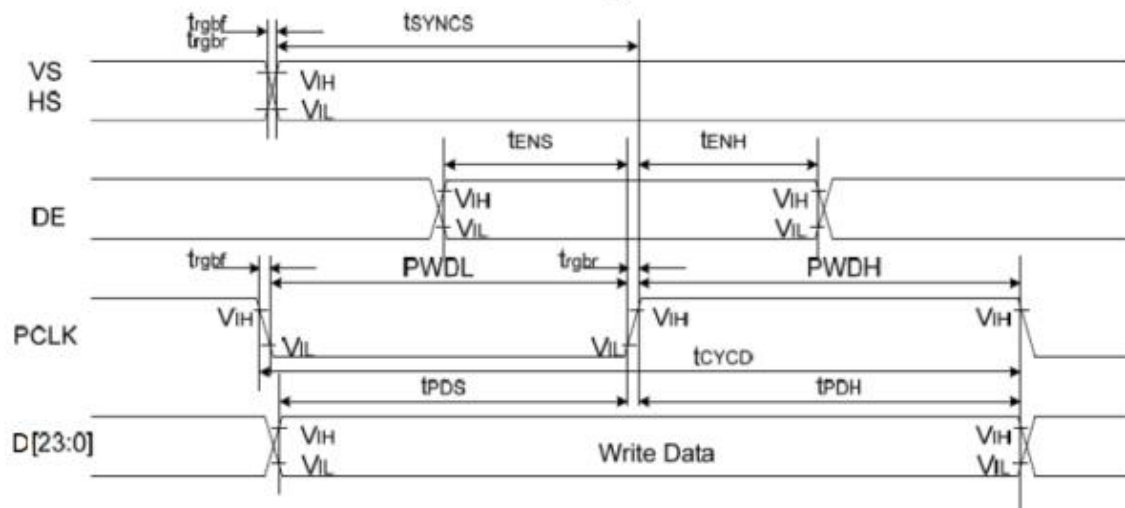 trgbf tSYNCS
trgbr
VS VIH
HS VIL
tENS tENH
DE VIH VIH
VIL VIL
trgbf PWDL trgbr PWDH
PCLK VIH VIH VIH
VIL VIL
tCYCD
tPDS tPDH
D[23:0] VIH Write Data VIH
VIL VIL